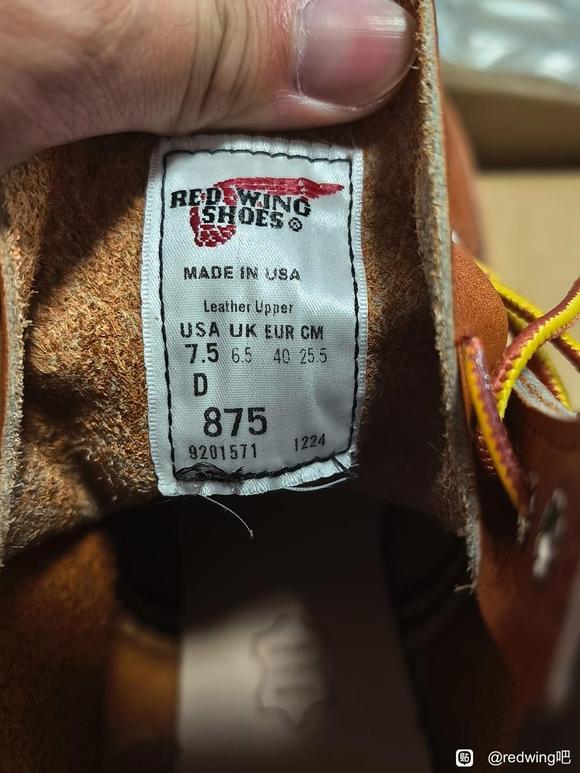 RED WING
SHOES®
MADE IN USA
Leather Upper
USA UK EUR CM
7.5 6.5 40 25.5
D
875
9201571 1224
贴 @redwing吧